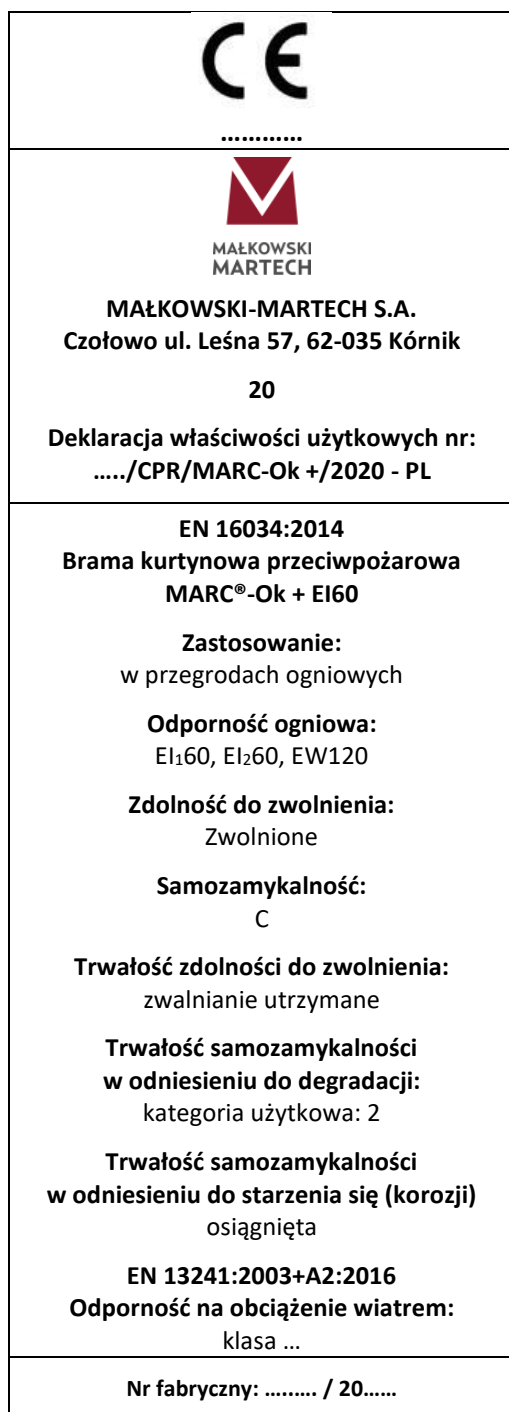 CE
…………
MAŁKOWSKI
MARTECH
MAŁKOWSKI-MARTECH S.A.
Czołowo ul. Leśna 57, 62-035 Kórnik
20
Deklaracja właściwości użytkowych nr:
…../CPR/MARC-Ok +/2020 - PL
EN 16034:2014
Brama kurtynowa przeciwpożarowa
MARC®-Ok + EI60
Zastosowanie:
w przegrodach ogniowych
Odporność ogniowa:
EI₁60, EI₂60, EW120
Zdolność do zwolnienia:
Zwolnione
Samozamykalność:
C
Trwałość zdolności do zwolnienia:
zwalnianie utrzymane
Trwałość samozamykalności
w odniesieniu do degradacji:
kategoria użytkowa: 2
Trwałość samozamykalności
w odniesieniu do starzenia się (korozji)
osiągnięta
EN 13241:2003+A2:2016
Odporność na obciążenie wiatrem:
klasa …
Nr fabryczny: …..…. / 20……